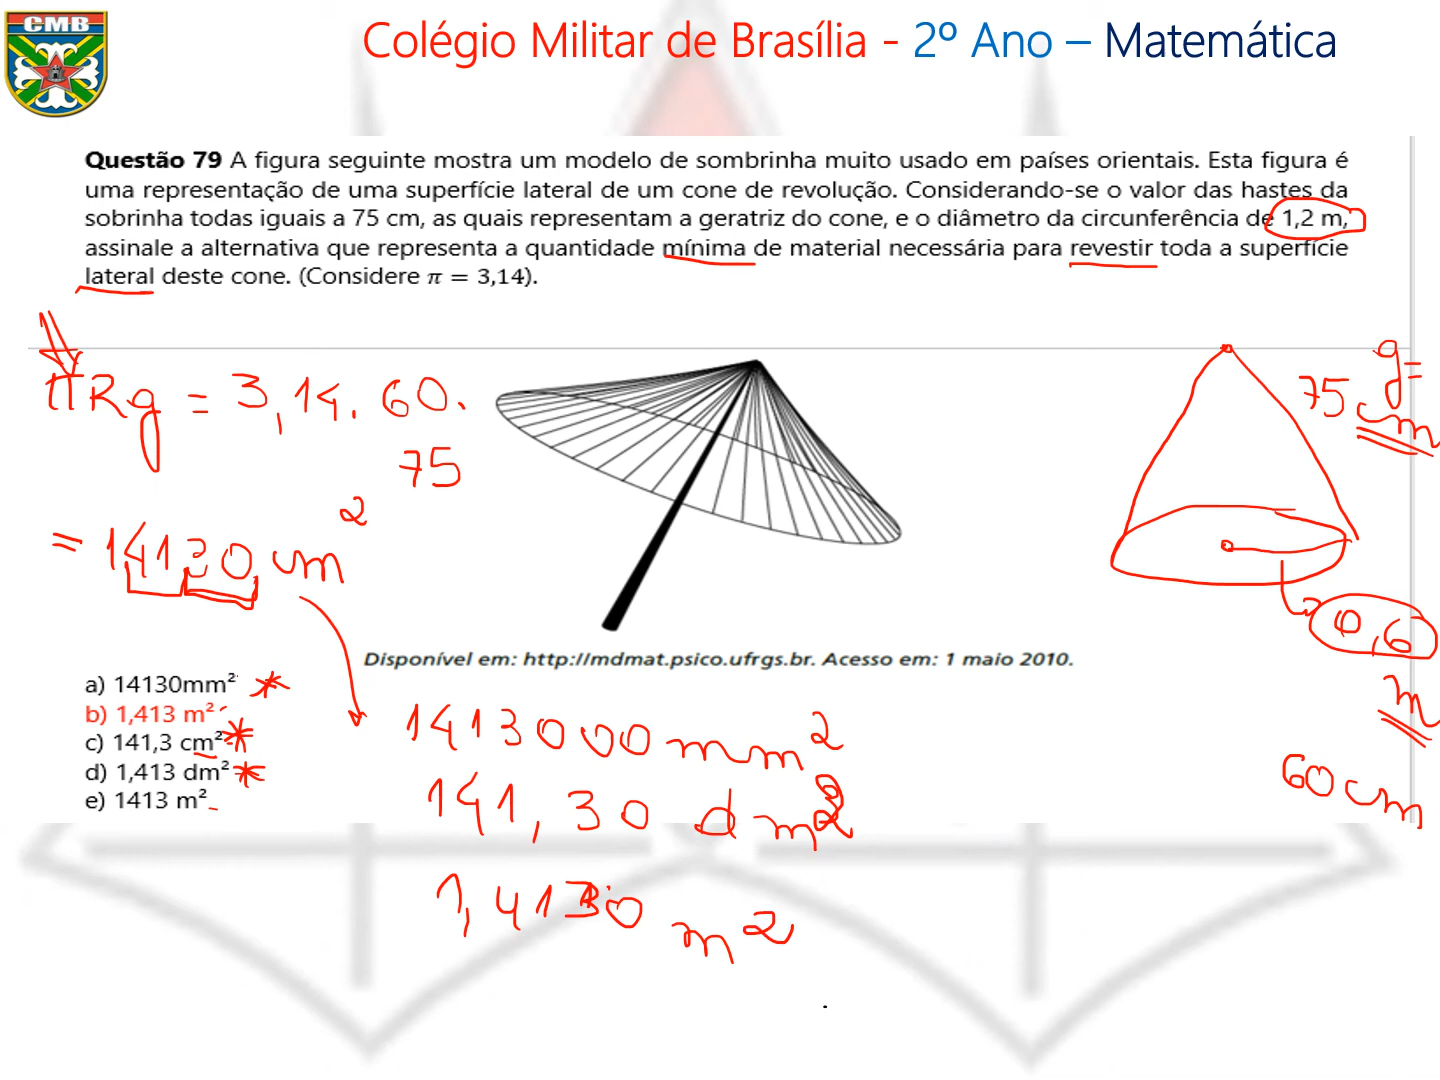 CMB
Colégio Militar de Brasília - 2º Ano – Matemática
Questão 79 A figura seguinte mostra um modelo de sombrinha muito usado em países orientais. Esta figura é
uma representação de uma superfície lateral de um cone de revolução. Considerando-se o valor das hastes da
sobrinha todas iguais a 75 cm, as quais representam a geratriz do cone, e o diâmetro da circunferência de 1,2 m,
assinale a alternativa que representa a quantidade mínima de material necessária para revestir toda a superfície
lateral deste cone. (Considere π = 3,14).
πRg = 3,14. 60.
75
= 14130 cm²
g =
75 cm
0,6
m
60 cm
Disponível em: http://mdmat.psico.ufrgs.br. Acesso em: 1 maio 2010.
a) 14130mm²
b) 1,413 m²
c) 141,3 cm²
d) 1,413 dm²
e) 1413 m²
1413000 mm²
141,30 dm²
1,4130 m²